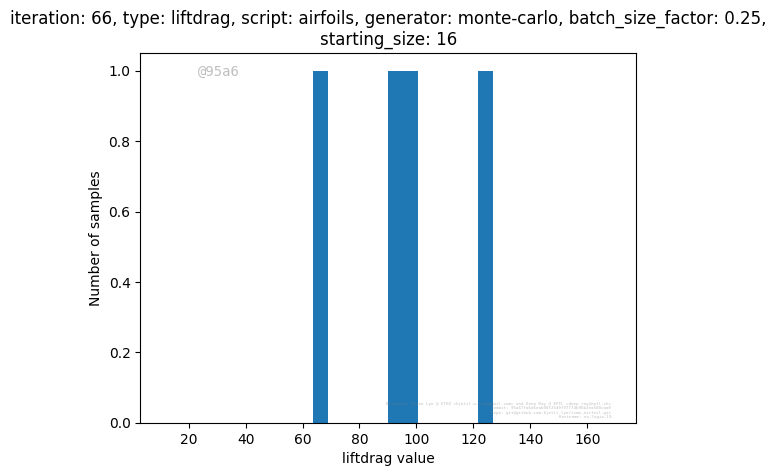 iteration: 66, type: liftdrag, script: airfoils, generator: monte-carlo, batch_size_factor: 0.25,
starting_size: 16
@95a6
1.0
0.8
0.6
0.4
0.2
0.0
Number of samples
20 40 60 80 100 120 140 160
liftdrag value